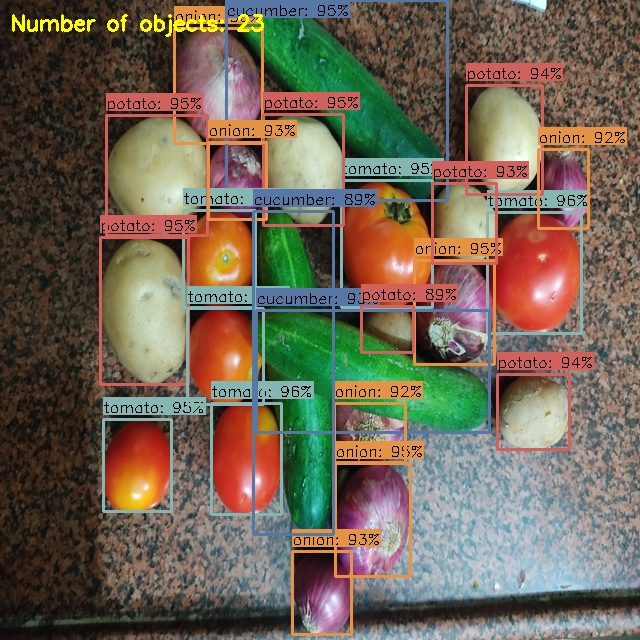 Number of objects: 23
onion:
cucumber: 95%
potato: 94%
potato: 95%
potato: 95%
onion: 93%
onion: 92%
tomato: 95
potato: 93%
tomato:
cucumber: 89%
tomato: 96%
potato: 95%
onion: 95%
tomato:
cucumber:
potato: 89%
potato: 94%
tomato: 96%
onion: 92%
tomato: 95%
onion: 95%
onion: 93%